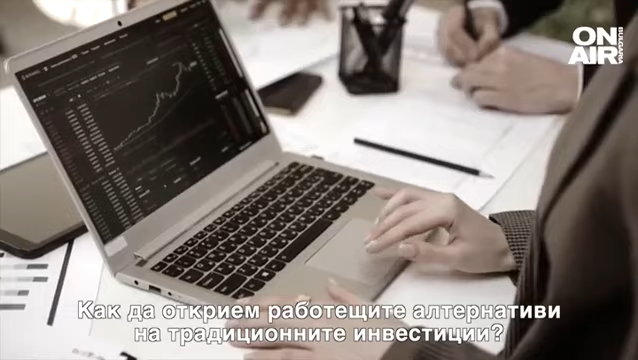 ON
AIR
BULGARIA
Как да открием работещите алтернативи
на традиционните инвестиции?